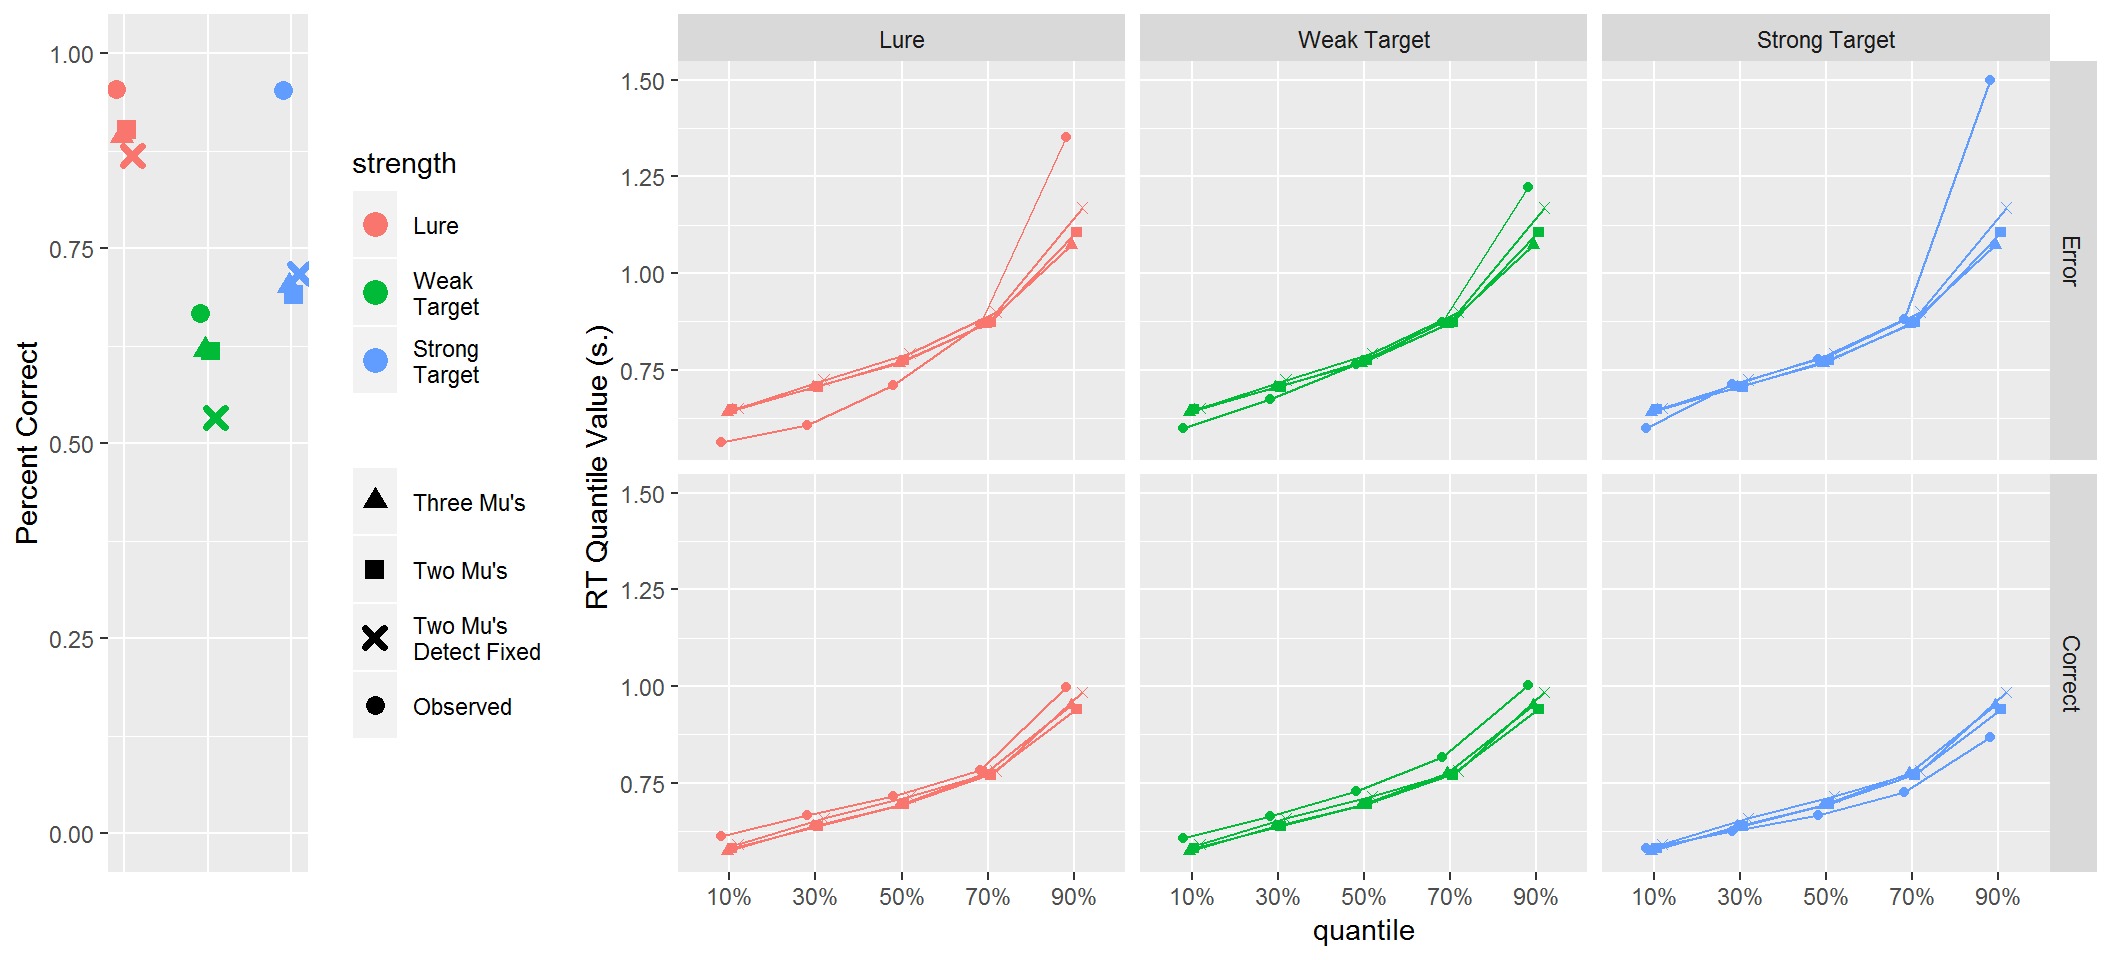 Percent Correct
1.00
0.75
0.50
0.25
0.00
strength
Lure
Weak
Target
Strong
Target
Three Mu's
Two Mu's
Two Mu's
Detect Fixed
Observed
RT Quantile Value (s.)
Lure
Weak Target
Strong Target
1.50
1.25
1.00
0.75
Error
1.50
1.25
1.00
0.75
Correct
10% 30% 50% 70% 90%
10% 30% 50% 70% 90%
10% 30% 50% 70% 90%
quantile